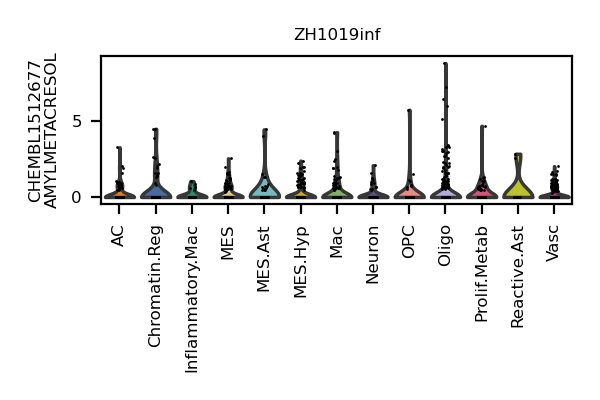 ZH1019inf
CHEMBL1512677
AMYLMETACRESOL
5
0
AC
Chromatin.Reg
Inflammatory.Mac
MES
MES.Ast
MES.Hyp
Mac
Neuron
OPC
Oligo
Prolif.Metab
Reactive.Ast
Vasc